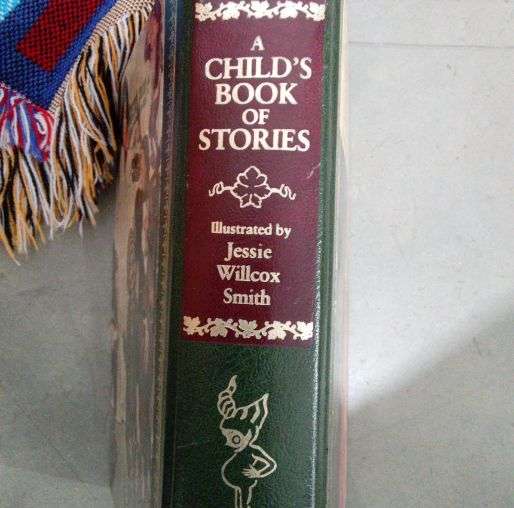 A
CHILD'S
BOOK
OF
STORIES
Illustrated by
Jessie
Willcox
Smith